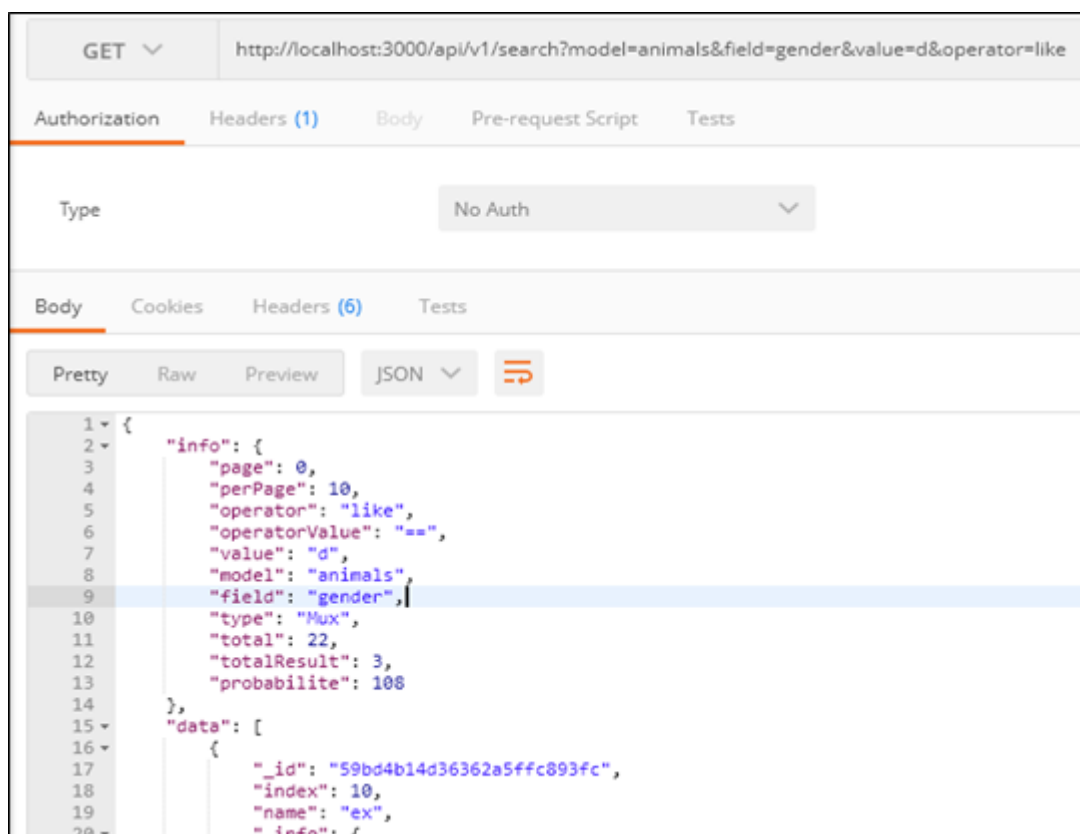 GET http://localhost:3000/api/v1/search?model=animals&field=gender&value=d&operator=like
Authorization Headers (1) Body Pre-request Script Tests
Type No Auth
Body Cookies Headers (6) Tests
Pretty Raw Preview JSON
1 {
2 "info": {
3 "page": 0,
4 "perPage": 10,
5 "operator": "like",
6 "operatorValue": "==",
7 "value": "d",
8 "model": "animals",
9 "field": "gender",
10 "type": "Mux",
11 "total": 22,
12 "totalResult": 3,
13 "probabilite": 108
14 },
15 "data": [
16 {
17 "_id": "59bd4b14d36362a5ffc893fc",
18 "index": 10,
19 "name": "ex",
20 "_info": {